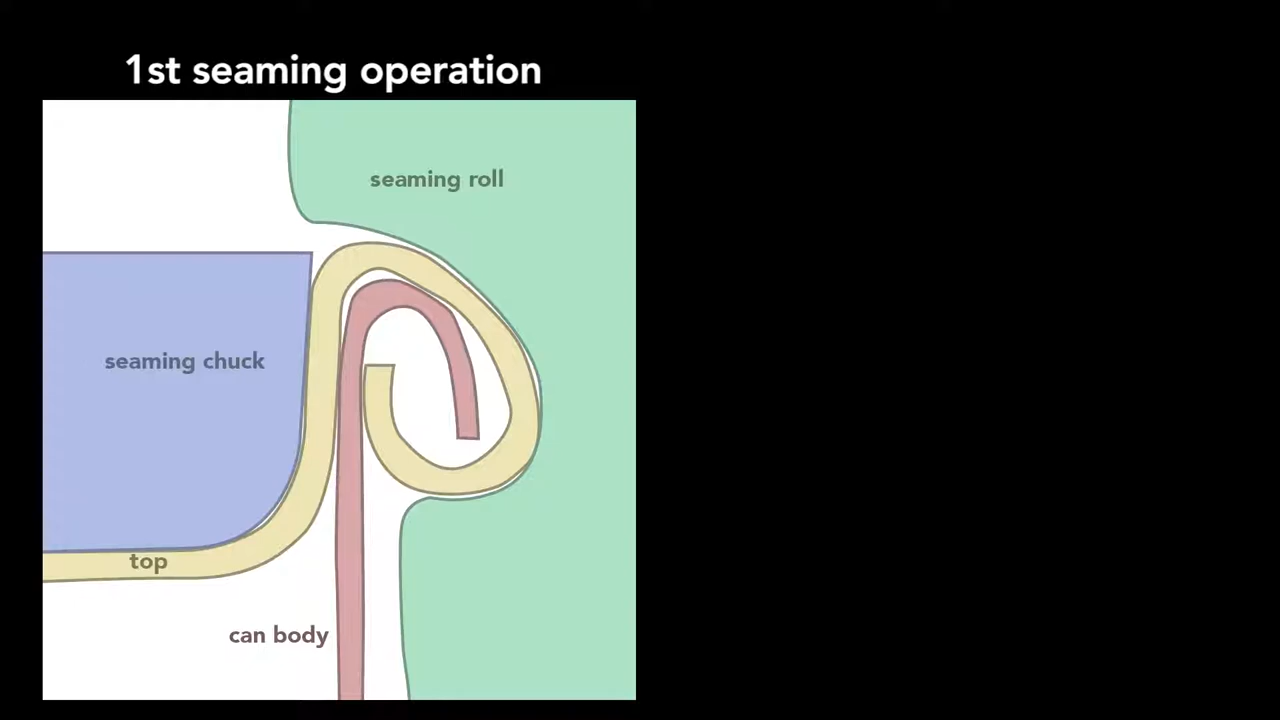 1st seaming operation
seaming roll
seaming chuck
top
can body